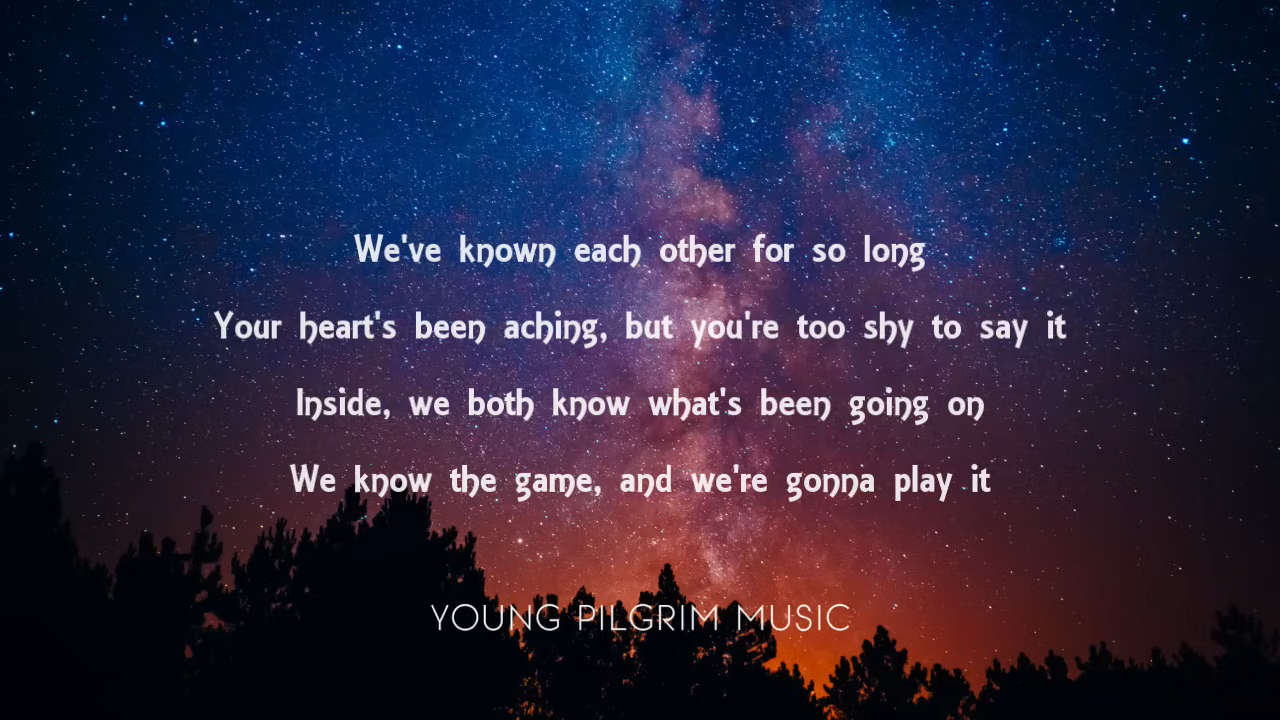 We've known each other for so long
Your heart's been aching, but you're too shy to say it
Inside, we both know what's been going on
We know the game, and we're gonna play it
YOUNG PILGRIM MUSIC